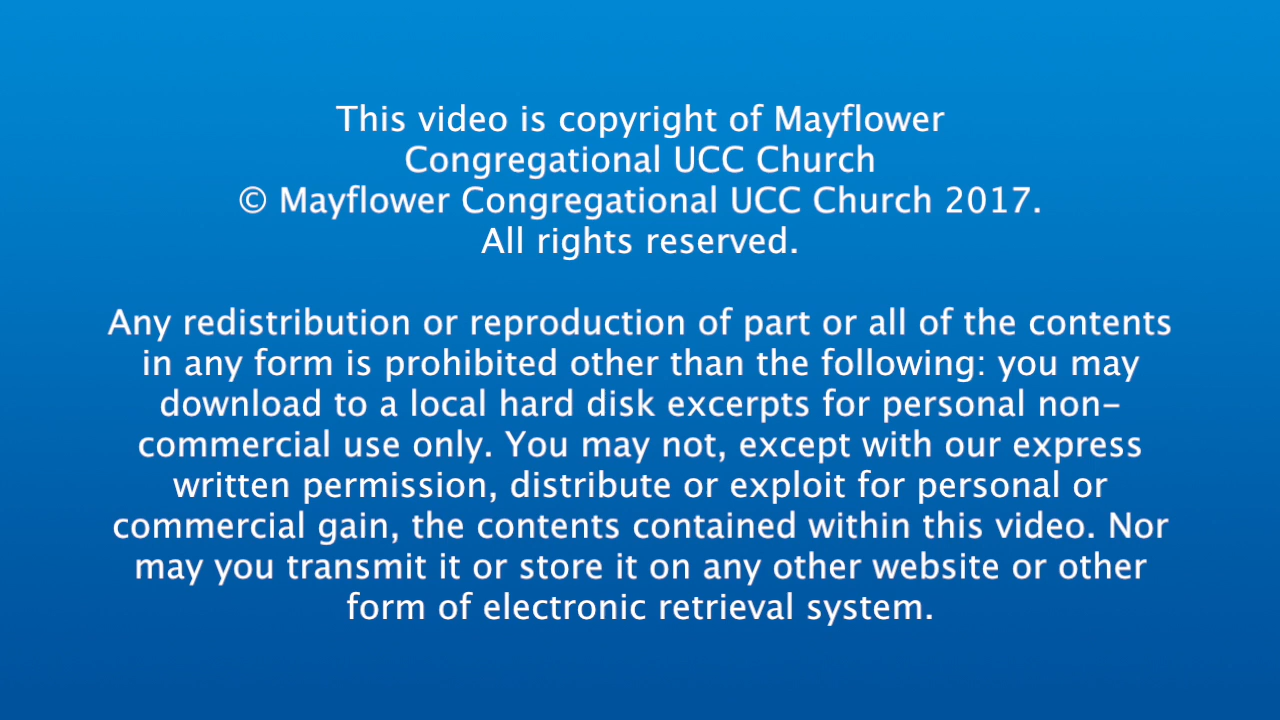 This video is copyright of Mayflower
Congregational UCC Church
© Mayflower Congregational UCC Church 2017.
All rights reserved.
Any redistribution or reproduction of part or all of the contents
in any form is prohibited other than the following: you may
download to a local hard disk excerpts for personal non-
commercial use only. You may not, except with our express
written permission, distribute or exploit for personal or
commercial gain, the contents contained within this video. Nor
may you transmit it or store it on any other website or other
form of electronic retrieval system.